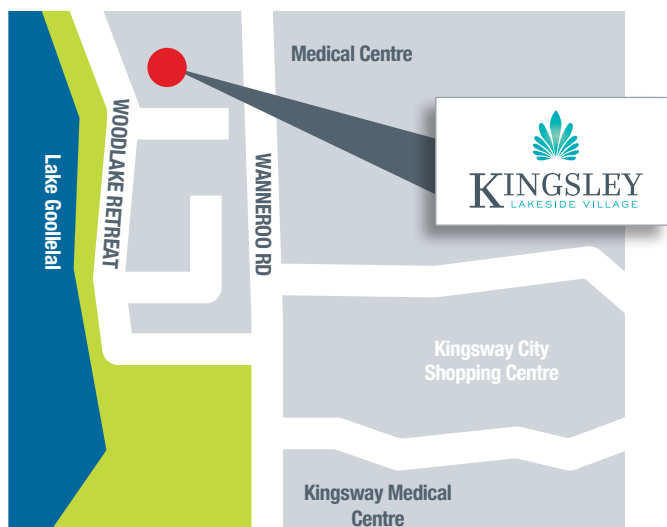 Medical Centre
WOODLAKE RETREAT
WANNEROO RD
Lake Goollelal
KINGSLEY
LAKESIDE VILLAGE
Kingsway City
Shopping Centre
Kingsway Medical
Centre